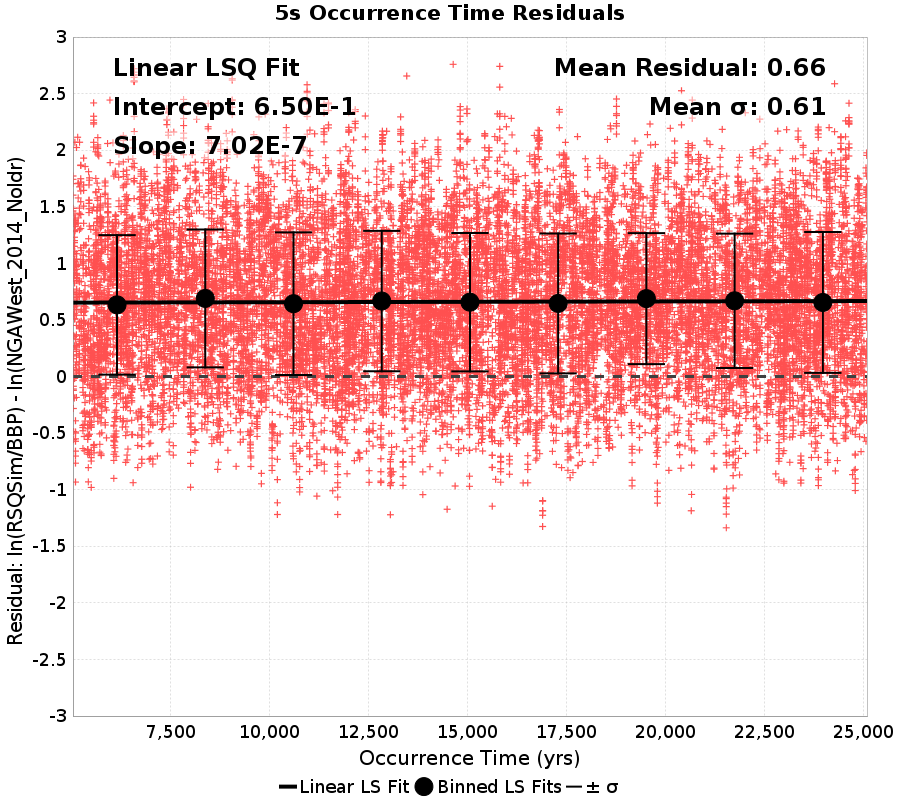 5s Occurrence Time Residuals
Linear LSQ Fit
Intercept: 6.50E-1
Slope: 7.02E-7
Mean Residual: 0.66
Mean σ: 0.61
Residual: ln(RSQSim/BBP) - ln(NGAWest_2014_NoIdr)
3
2.5
2
1.5
1
0.5
0
-0.5
-1
-1.5
-2
-2.5
-3
7,500 10,000 12,500 15,000 17,500 20,000 22,500 25,000
Occurrence Time (yrs)
Linear LS Fit Binned LS Fits ± σ